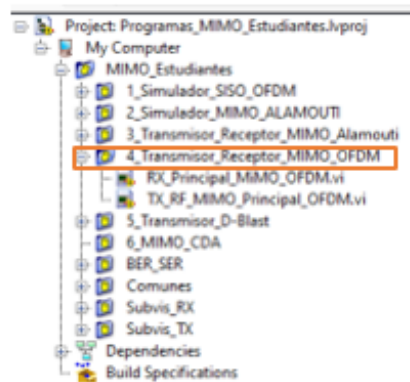 Project: Programas_MIMO_Estudiantes.lvproj
My Computer
MIMO_Estudiantes
1_Simulador_SISO_OFDM
2_Simulador_MIMO_ALAMOUTI
3_Transmisor_Receptor_MIMO_Alamouti
4_Transmisor_Receptor_MIMO_OFDM
RX_Principal_MiMO_OFDM.vi
TX_RF_MIMO_Principal_OFDM.vi
5_Transmisor_D-Blast
6_MIMO_CDA
BER_SER
Comunes
Subvis_RX
Subvis_TX
Dependencies
Build Specifications